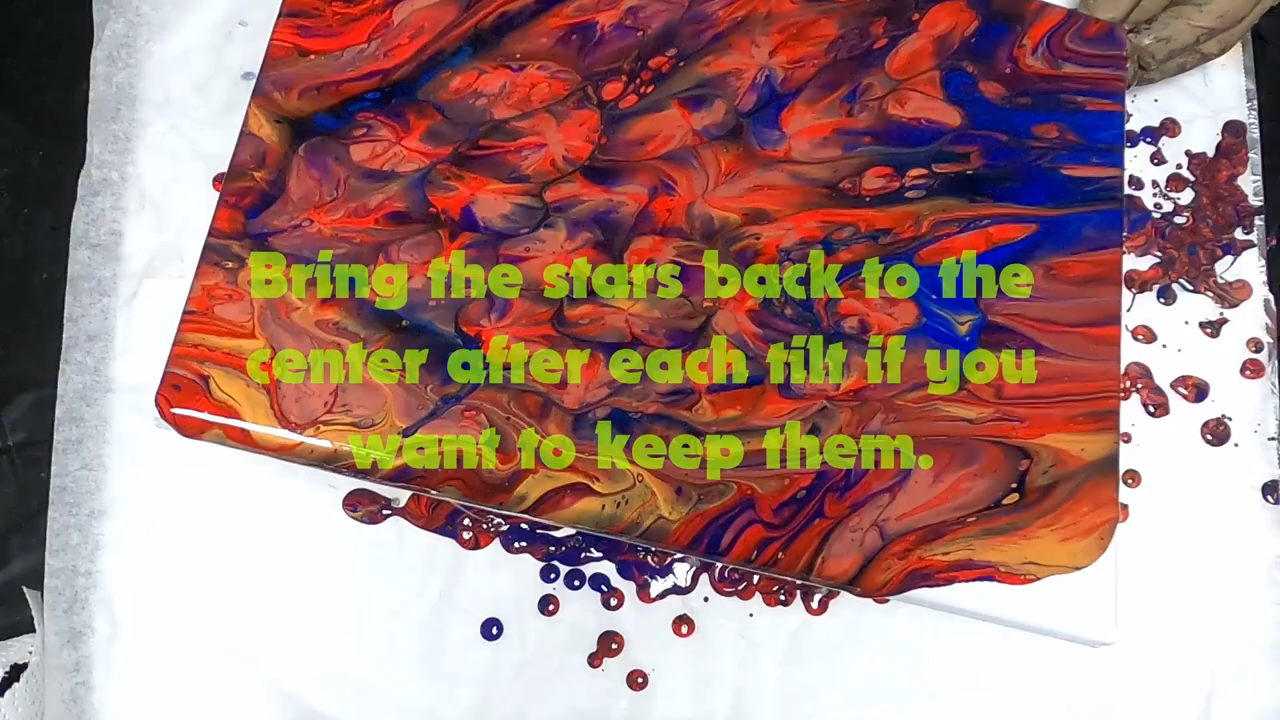 Bring the stars back to the
center after each tilt if you
want to keep them.